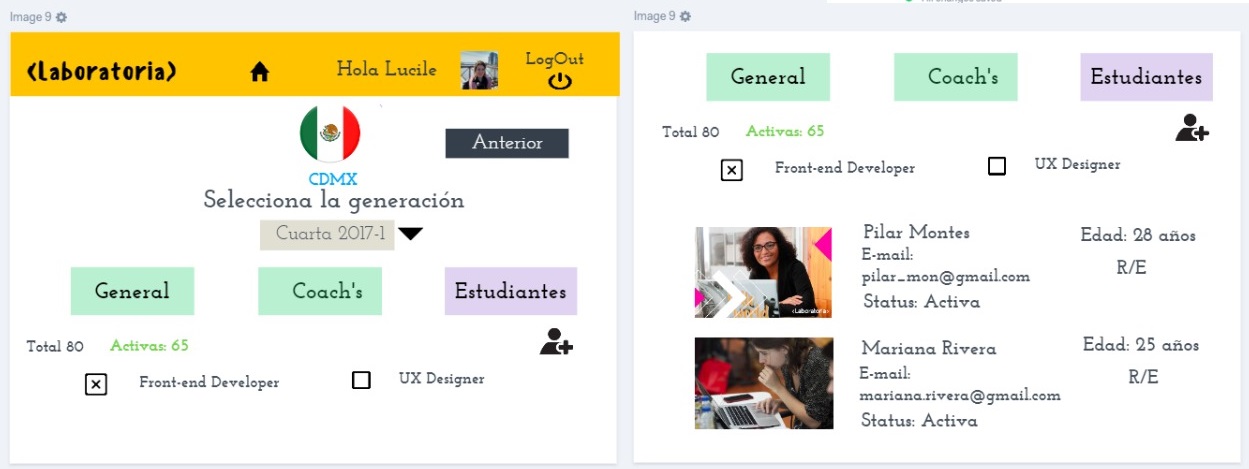 Image 9
<Laboratoria>
Hola Lucile
LogOut
Anterior
CDMX
Selecciona la generación
Cuarta 2017-1
General
Coach's
Estudiantes
Total 80
Activas: 65
Front-end Developer
UX Designer
Image 9
General
Coach's
Estudiantes
Total 80
Activas: 65
Front-end Developer
UX Designer
Pilar Montes
E-mail:
pilar_mon@gmail.com
Status: Activa
Edad: 28 años
R/E
<Laboratoria>
Mariana Rivera
E-mail:
mariana.rivera@gmail.com
Status: Activa
Edad: 25 años
R/E